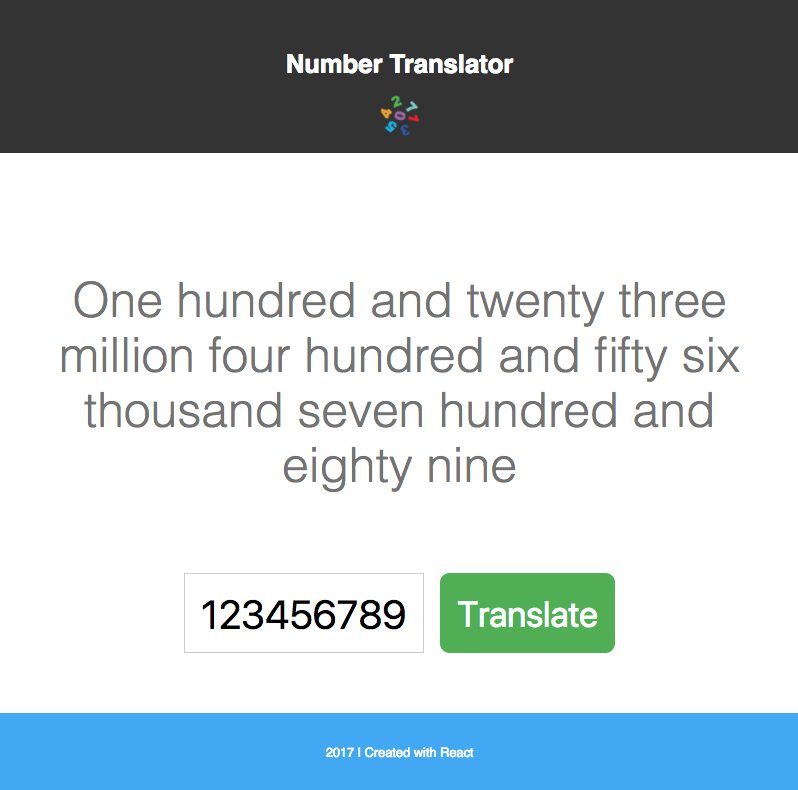 Number Translator
One hundred and twenty three
million four hundred and fifty six
thousand seven hundred and
eighty nine
123456789
Translate
2017 | Created with React